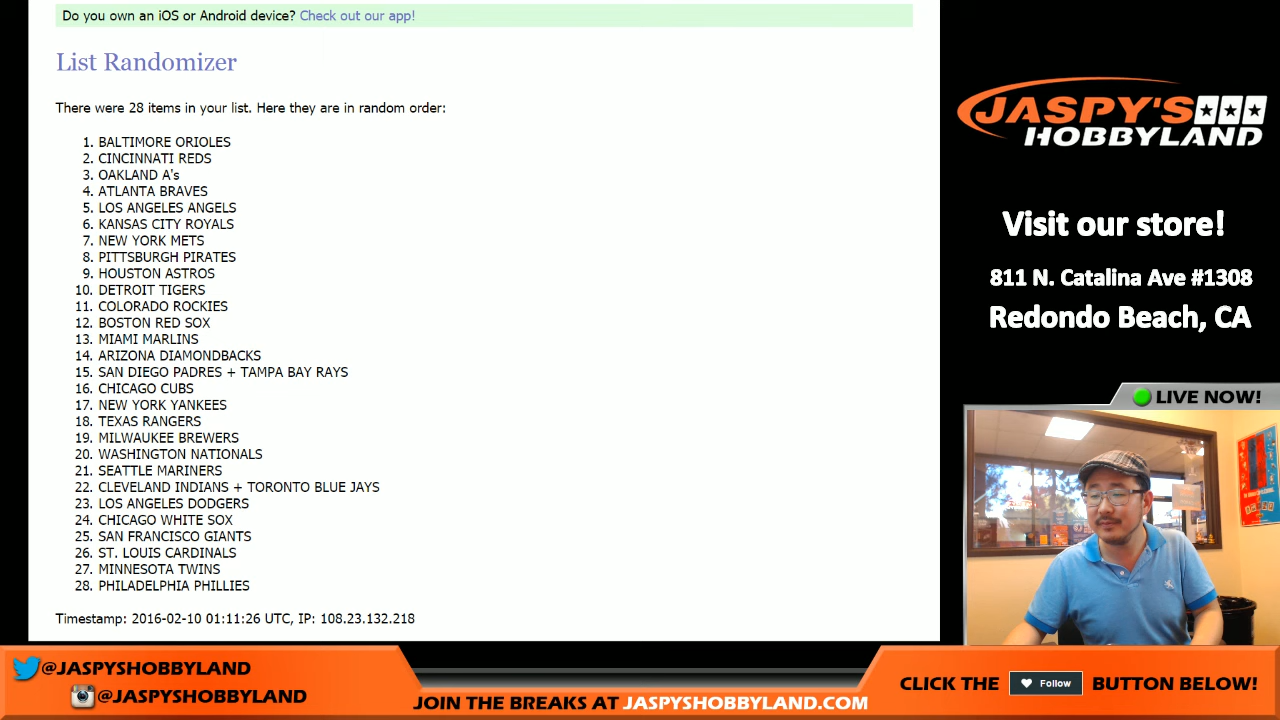 Do you own an iOS or Android device? Check out our app!
List Randomizer
There were 28 items in your list. Here they are in random order:
1. BALTIMORE ORIOLES
2. CINCINNATI REDS
3. OAKLAND A's
4. ATLANTA BRAVES
5. LOS ANGELES ANGELS
6. KANSAS CITY ROYALS
7. NEW YORK METS
8. PITTSBURGH PIRATES
9. HOUSTON ASTROS
10. DETROIT TIGERS
11. COLORADO ROCKIES
12. BOSTON RED SOX
13. MIAMI MARLINS
14. ARIZONA DIAMONDBACKS
15. SAN DIEGO PADRES + TAMPA BAY RAYS
16. CHICAGO CUBS
17. NEW YORK YANKEES
18. TEXAS RANGERS
19. MILWAUKEE BREWERS
20. WASHINGTON NATIONALS
21. SEATTLE MARINERS
22. CLEVELAND INDIANS + TORONTO BLUE JAYS
23. LOS ANGELES DODGERS
24. CHICAGO WHITE SOX
25. SAN FRANCISCO GIANTS
26. ST. LOUIS CARDINALS
27. MINNESOTA TWINS
28. PHILADELPHIA PHILLIES
Timestamp: 2016-02-10 01:11:26 UTC, IP: 108.23.132.218
JASPY'S
HOBBYLAND
Visit our store!
811 N. Catalina Ave #1308
Redondo Beach, CA
LIVE NOW!
@JASPYSHOBBYLAND
@JASPYSHOBBYLAND
JOIN THE BREAKS AT JASPYSHOBBYLAND.COM
CLICK THE Follow BUTTON BELOW!